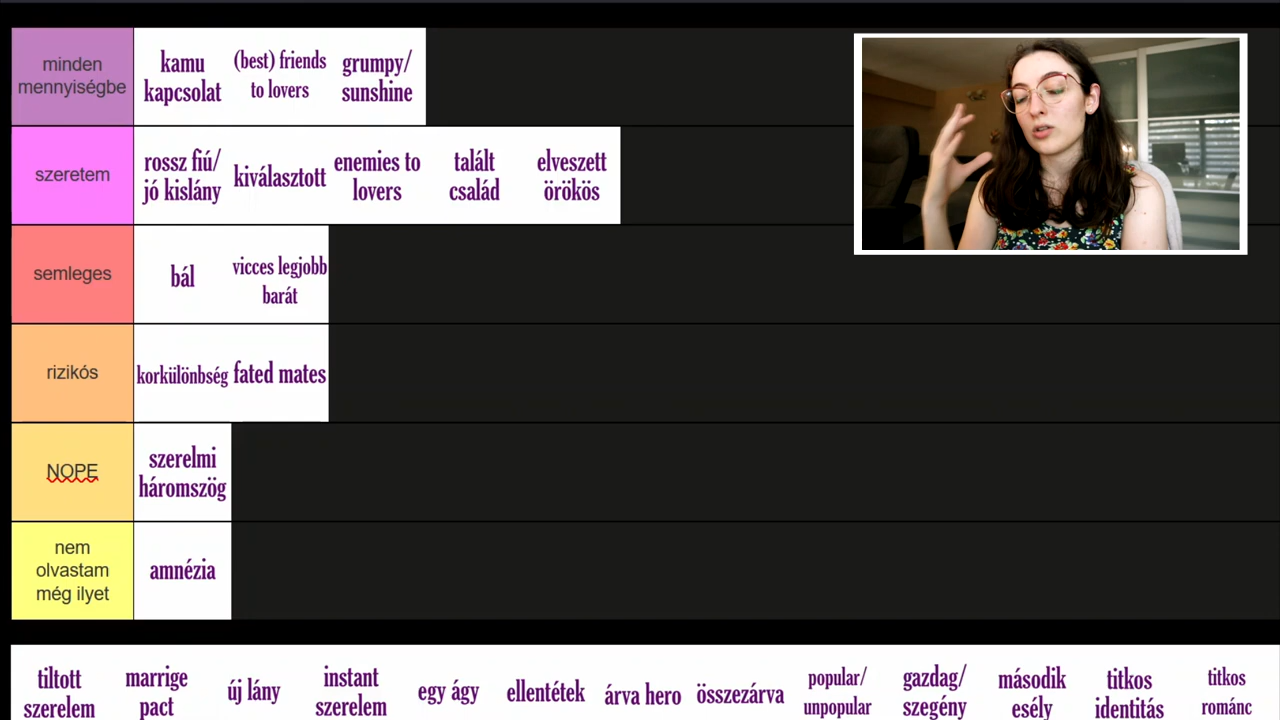 minden
mennyiségbe
kamu
kapcsolat
(best) friends
to lovers
grumpy/
sunshine
szeretem
rossz fiú/
jó kislány
kiválasztott
enemies to
lovers
talált
család
elveszett
örökös
semleges
bál
vicces legjobb
barát
rizikós
korkülönbség
fated mates
NOPE
szerelmi
háromszög
nem
olvastam
még ilyet
amnézia
tiltott
szerelem
marrige
pact
új lány
instant
szerelem
egy ágy
ellentétek
árva hero
összezárva
popular/
unpopular
gazdag/
szegény
második
esély
titkos
identitás
titkos
románc